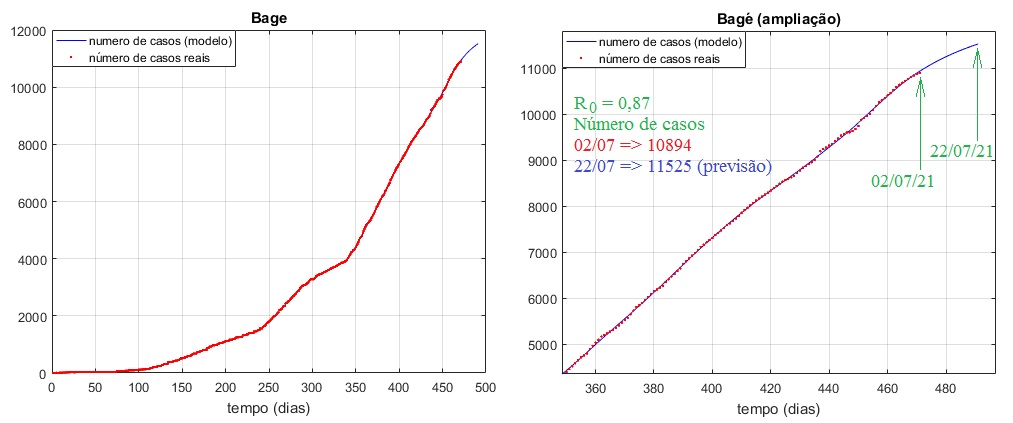 Bage
numero de casos (modelo)
número de casos reais
12000
10000
8000
6000
4000
2000
0
0 50 100 150 200 250 300 350 400 450 500
tempo (dias)
Bagé (ampliação)
numero de casos (modelo)
número de casos reais
11000
10000
9000
8000
7000
6000
5000
R0 = 0,87
Número de casos
02/07 => 10894
22/07 => 11525 (previsão)
22/07/21
02/07/21
360 380 400 420 440 460 480
tempo (dias)